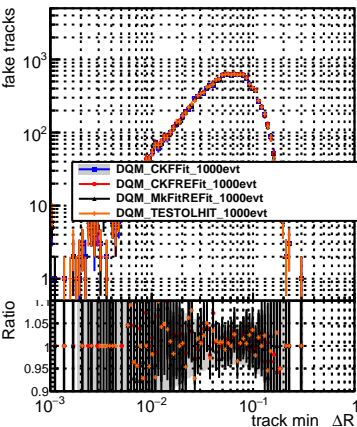 fake tracks
10³
10²
10
1
DQM_CKFFit_1000evt
DQM_CKFREFit_1000evt
DQM_MkFitREFit_1000evt
DQM_TESTOLHIT_1000evt
Ratio
1.05
1
0.95
0.9
10⁻³ 10⁻² 10⁻¹ 1
track min ΔR